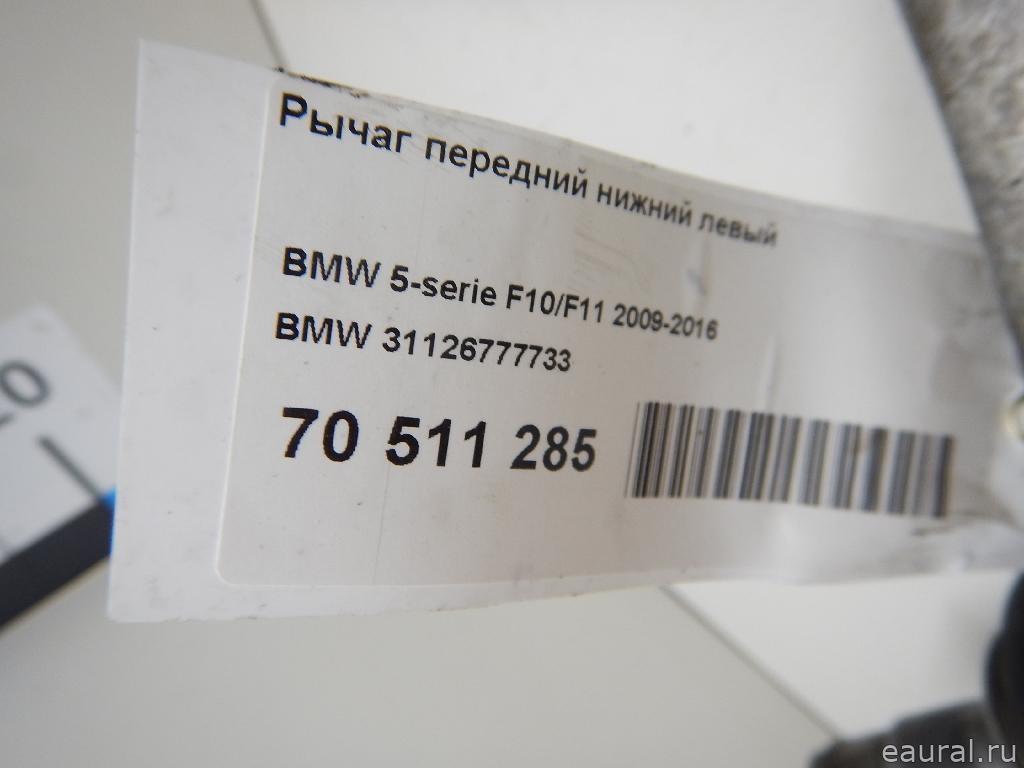 Рычаг передний нижний левый
BMW 5-serie F10/F11 2009-2016
BMW 31126777733
70 511 285
eaural.ru